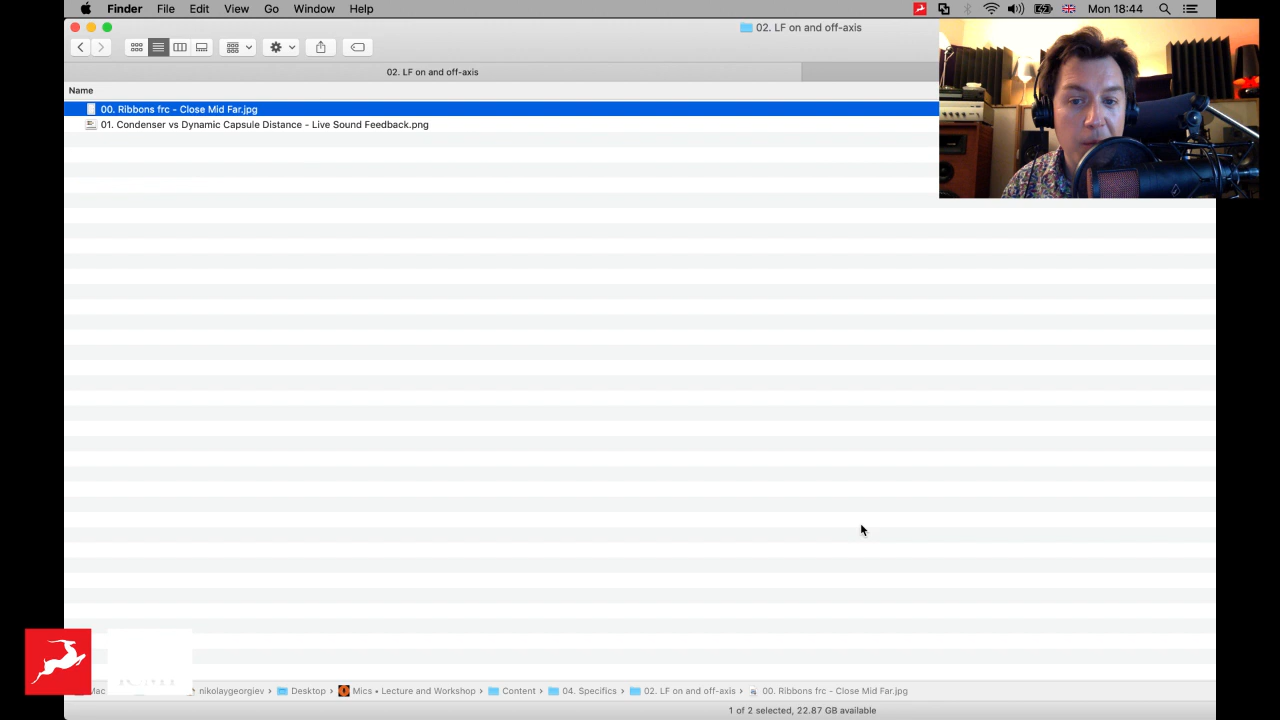 Finder File Edit View Go Window Help Mon 18:44
02. LF on and off-axis
02. LF on and off-axis
Name
00. Ribbons frc - Close Mid Far.jpg
01. Condenser vs Dynamic Capsule Distance - Live Sound Feedback.png
Mac nikolaygeorgiev › Desktop › Mics • Lecture and Workshop › Content › 04. Specifics › 02. LF on and off-axis › 00. Ribbons frc - Close Mid Far.jpg
1 of 2 selected, 22.87 GB available